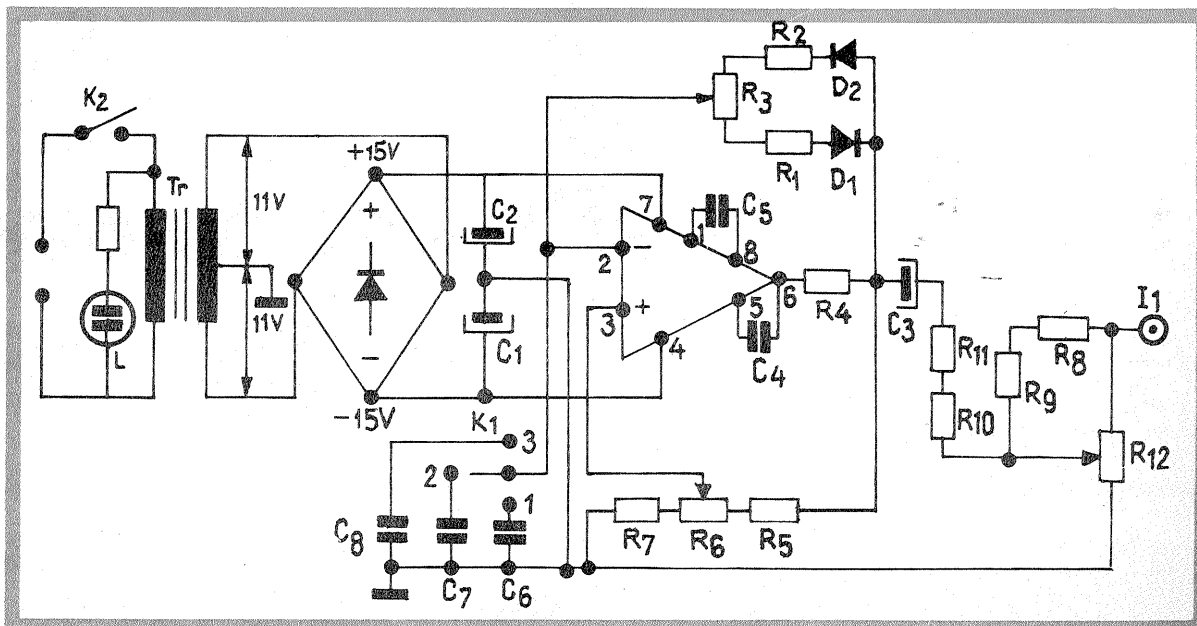 R2
D2
R3
K2
R1
D1
+15V
Tr
11V
C2
7
C5
1
+
2
−
8
6
I1
3
+
5
R4
C3
R8
L
11V
−
C1
4
C4
R11
R9
−15V
K1
R10
3
R12
2
1
C8
R7
R6
R5
C7
C6